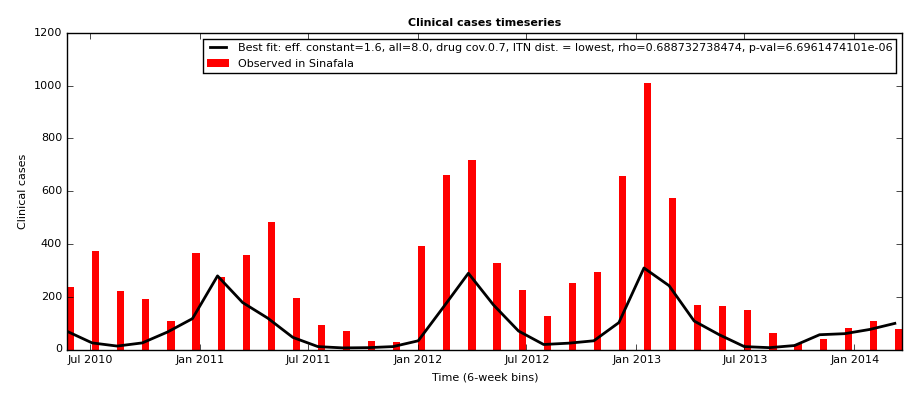 Clinical cases timeseries
1200
1000
800
600
400
200
0
Clinical cases
Best fit: eff. constant=1.6, all=8.0, drug cov.0.7, ITN dist. = lowest, rho=0.688732738474, p-val=6.6961474101e-06
Observed in Sinafala
Jul 2010 Jan 2011 Jul 2011 Jan 2012 Jul 2012 Jan 2013 Jul 2013 Jan 2014
Time (6-week bins)